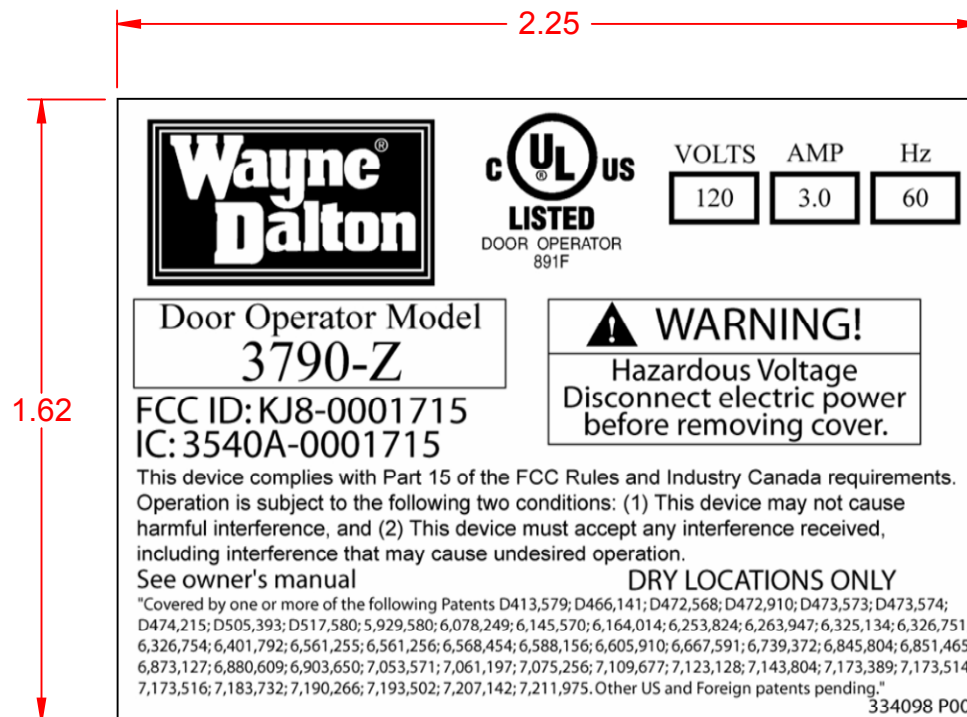 2.25
1.62
Wayne®
Dalton
C UL® US
LISTED
DOOR OPERATOR
891F
VOLTS AMP Hz
120 3.0 60
Door Operator Model
3790-Z
WARNING!
Hazardous Voltage
Disconnect electric power
before removing cover.
FCC ID: KJ8-0001715
IC: 3540A-0001715
This device complies with Part 15 of the FCC Rules and Industry Canada requirements.
Operation is subject to the following two conditions: (1) This device may not cause
harmful interference, and (2) This device must accept any interference received,
including interference that may cause undesired operation.
See owner's manual DRY LOCATIONS ONLY
"Covered by one or more of the following Patents D413,579; D466,141; D472,568; D472,910; D473,573; D473,574;
D474,215; D505,393; D517,580; 5,929,580; 6,078,249; 6,145,570; 6,164,014; 6,253,824; 6,263,947; 6,325,134; 6,326,751
6,326,754; 6,401,792; 6,561,255; 6,561,256; 6,568,454; 6,588,156; 6,605,910; 6,667,591; 6,739,372; 6,845,804; 6,851,465
6,873,127; 6,880,609; 6,903,650; 7,053,571; 7,061,197; 7,075,256; 7,109,677; 7,123,128; 7,143,804; 7,173,389; 7,173,514
7,173,516; 7,183,732; 7,190,266; 7,193,502; 7,207,142; 7,211,975. Other US and Foreign patents pending."
334098 P00